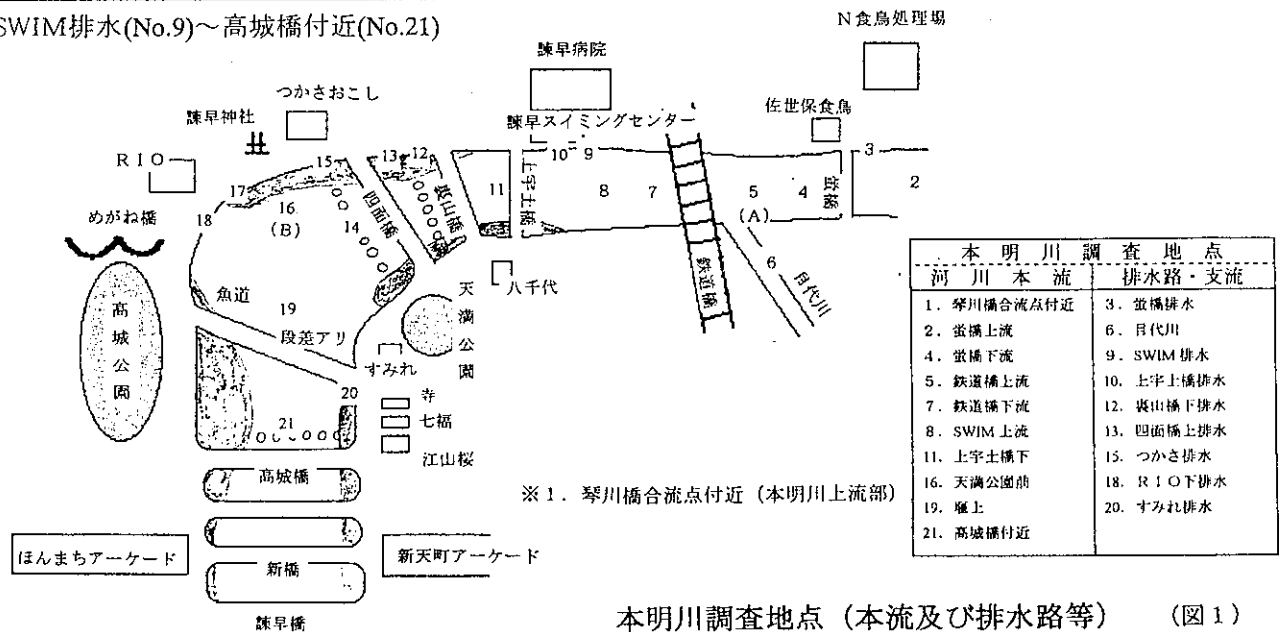 SWIM排水(No.9)～高城橋付近(No.21)
N食鳥処理場
諫早病院
つかさおこし
佐世保食鳥
諫早神社
諫早スイミングセンター
RIO
15
13
12
10
9
3
上宇土橋
蛍橋
17
四面橋
裏山橋
11
8
7
5
4
2
めがね橋
18
16
(B)
14
(A)
鉄道橋
6
目代川
八千代
魚道
19
天満公園
高城公園
段差アリ
すみれ
20
寺
七福
21
江山桜
高城橋
※1．琴川橋合流点付近（本明川上流部）
ほんまちアーケード
新天町アーケード
新橋
諫早橋
本明川調査地点
河川本流 排水路・支流
1．琴川橋合流点付近 3．蛍橋排水
2．蛍橋上流 6．目代川
4．蛍橋下流 9．SWIM排水
5．鉄道橋上流 10．上宇土橋排水
7．鉄道橋下流 12．裏山橋下排水
8．SWIM上流 13．四面橋上排水
11．上宇土橋下 15．つかさ排水
16．天満公園前 18．RIO下排水
19．堰上 20．すみれ排水
21．高城橋付近
本明川調査地点（本流及び排水路等）（図1）